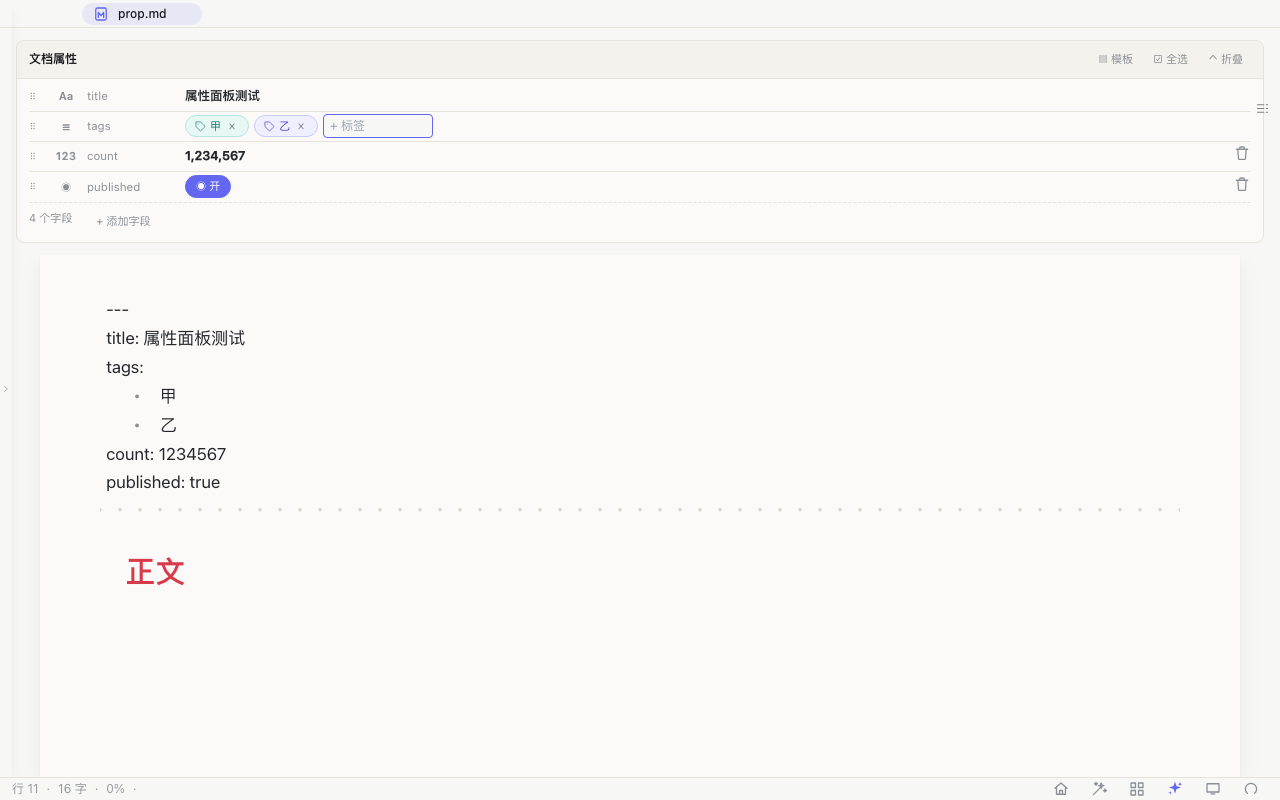 prop.md
文档属性 模板 全选 折叠
Aa title 属性面板测试
tags 甲 × 乙 × + 标签
123 count 1,234,567
published 开
4 个字段 + 添加字段
---
title: 属性面板测试
tags:
• 甲
• 乙
count: 1234567
published: true
正文
行 11 · 16 字 · 0% ·